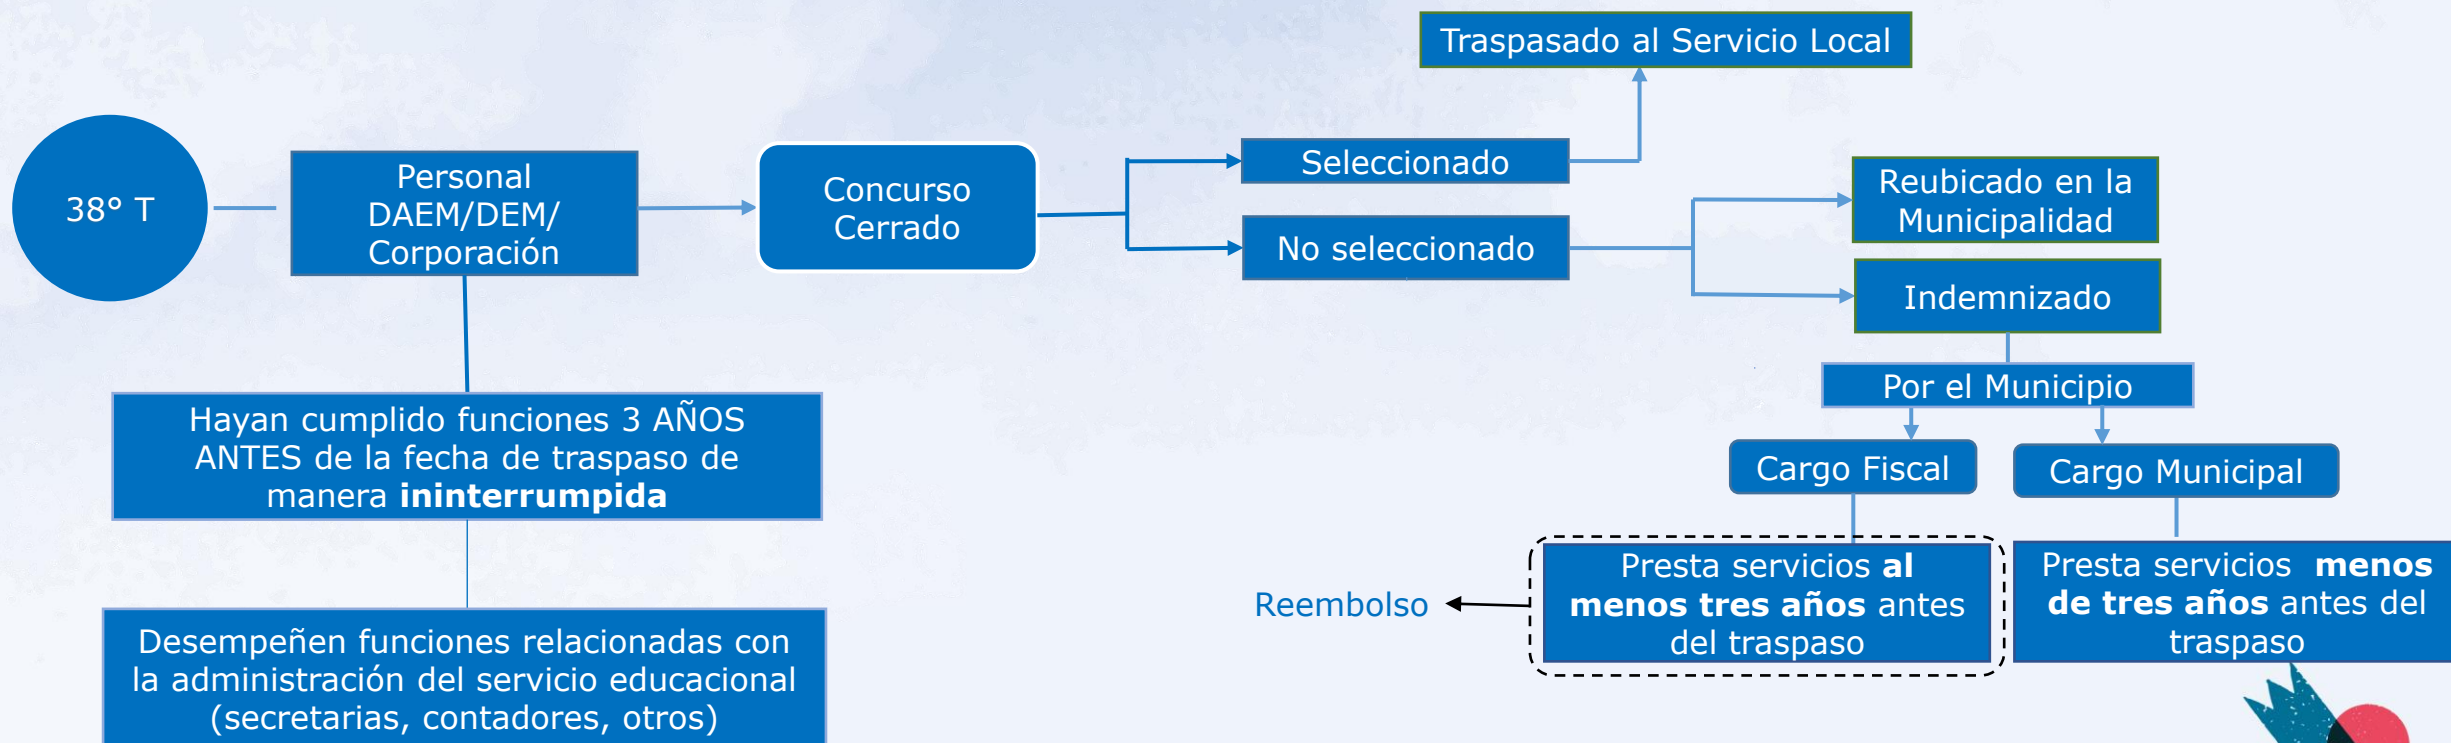 Traspasado al Servicio Local
38° T
Personal
DAEM/DEM/
Corporación
Concurso
Cerrado
Seleccionado
No seleccionado
Reubicado en la
Municipalidad
Indemnizado
Por el Municipio
Cargo Fiscal
Cargo Municipal
Hayan cumplido funciones 3 AÑOS
ANTES de la fecha de traspaso de
manera ininterrumpida
Desempeñen funciones relacionadas con
la administración del servicio educacional
(secretarias, contadores, otros)
Reembolso
Presta servicios al
menos tres años antes
del traspaso
Presta servicios menos
de tres años antes del
traspaso